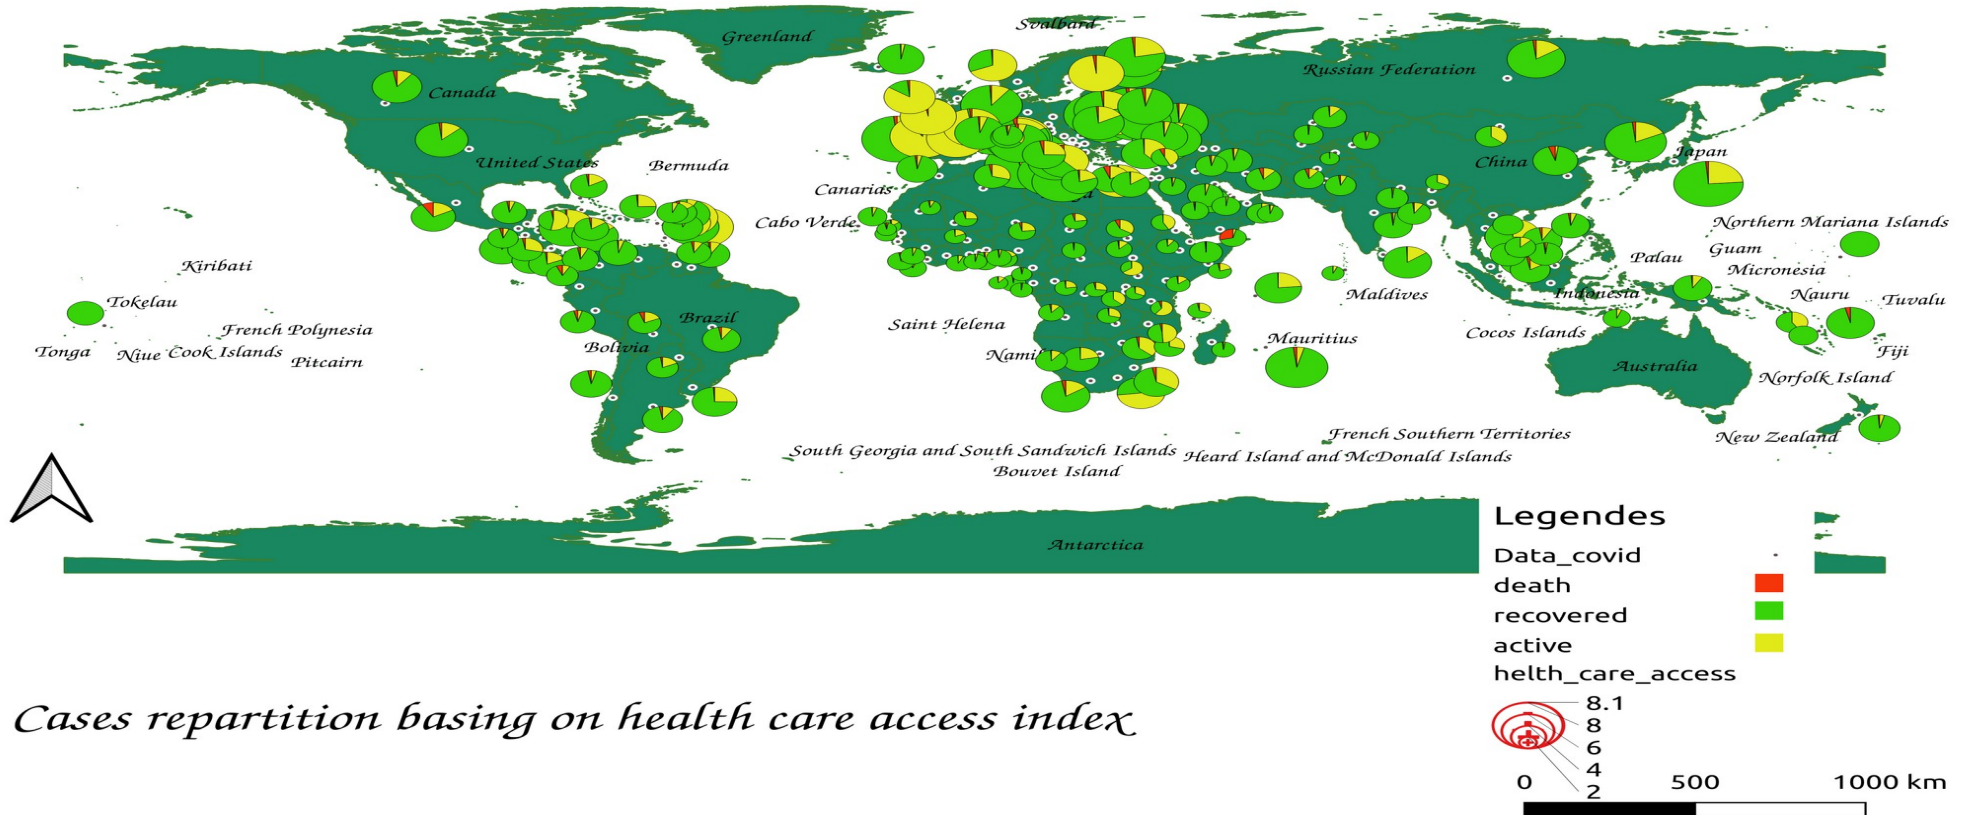 Svalbard
Greenland
Russian Federation
Canada
United States
Bermuda
China
Japan
Canarias
Cabo Verde
Northern Mariana Islands
Guam
Palau
Micronesia
Kiribati
Maldives
Indonesia
Nauru
Tuvalu
Tokelau
French Polynesia
Brazil
Saint Helena
Cocos Islands
Tonga
Niue
Cook Islands
Pitcairn
Bolivia
Nami
Mauritius
Fiji
Australia
Norfolk Island
New Zealand
French Southern Territories
South Georgia and South Sandwich Islands
Heard Island and McDonald Islands
Bouvet Island
Antarctica
Legendes
Data_covid
death
recovered
active
helth_care_access
8.1
8
6
4
2
0 500 1000 km
Cases repartition basing on health care access index